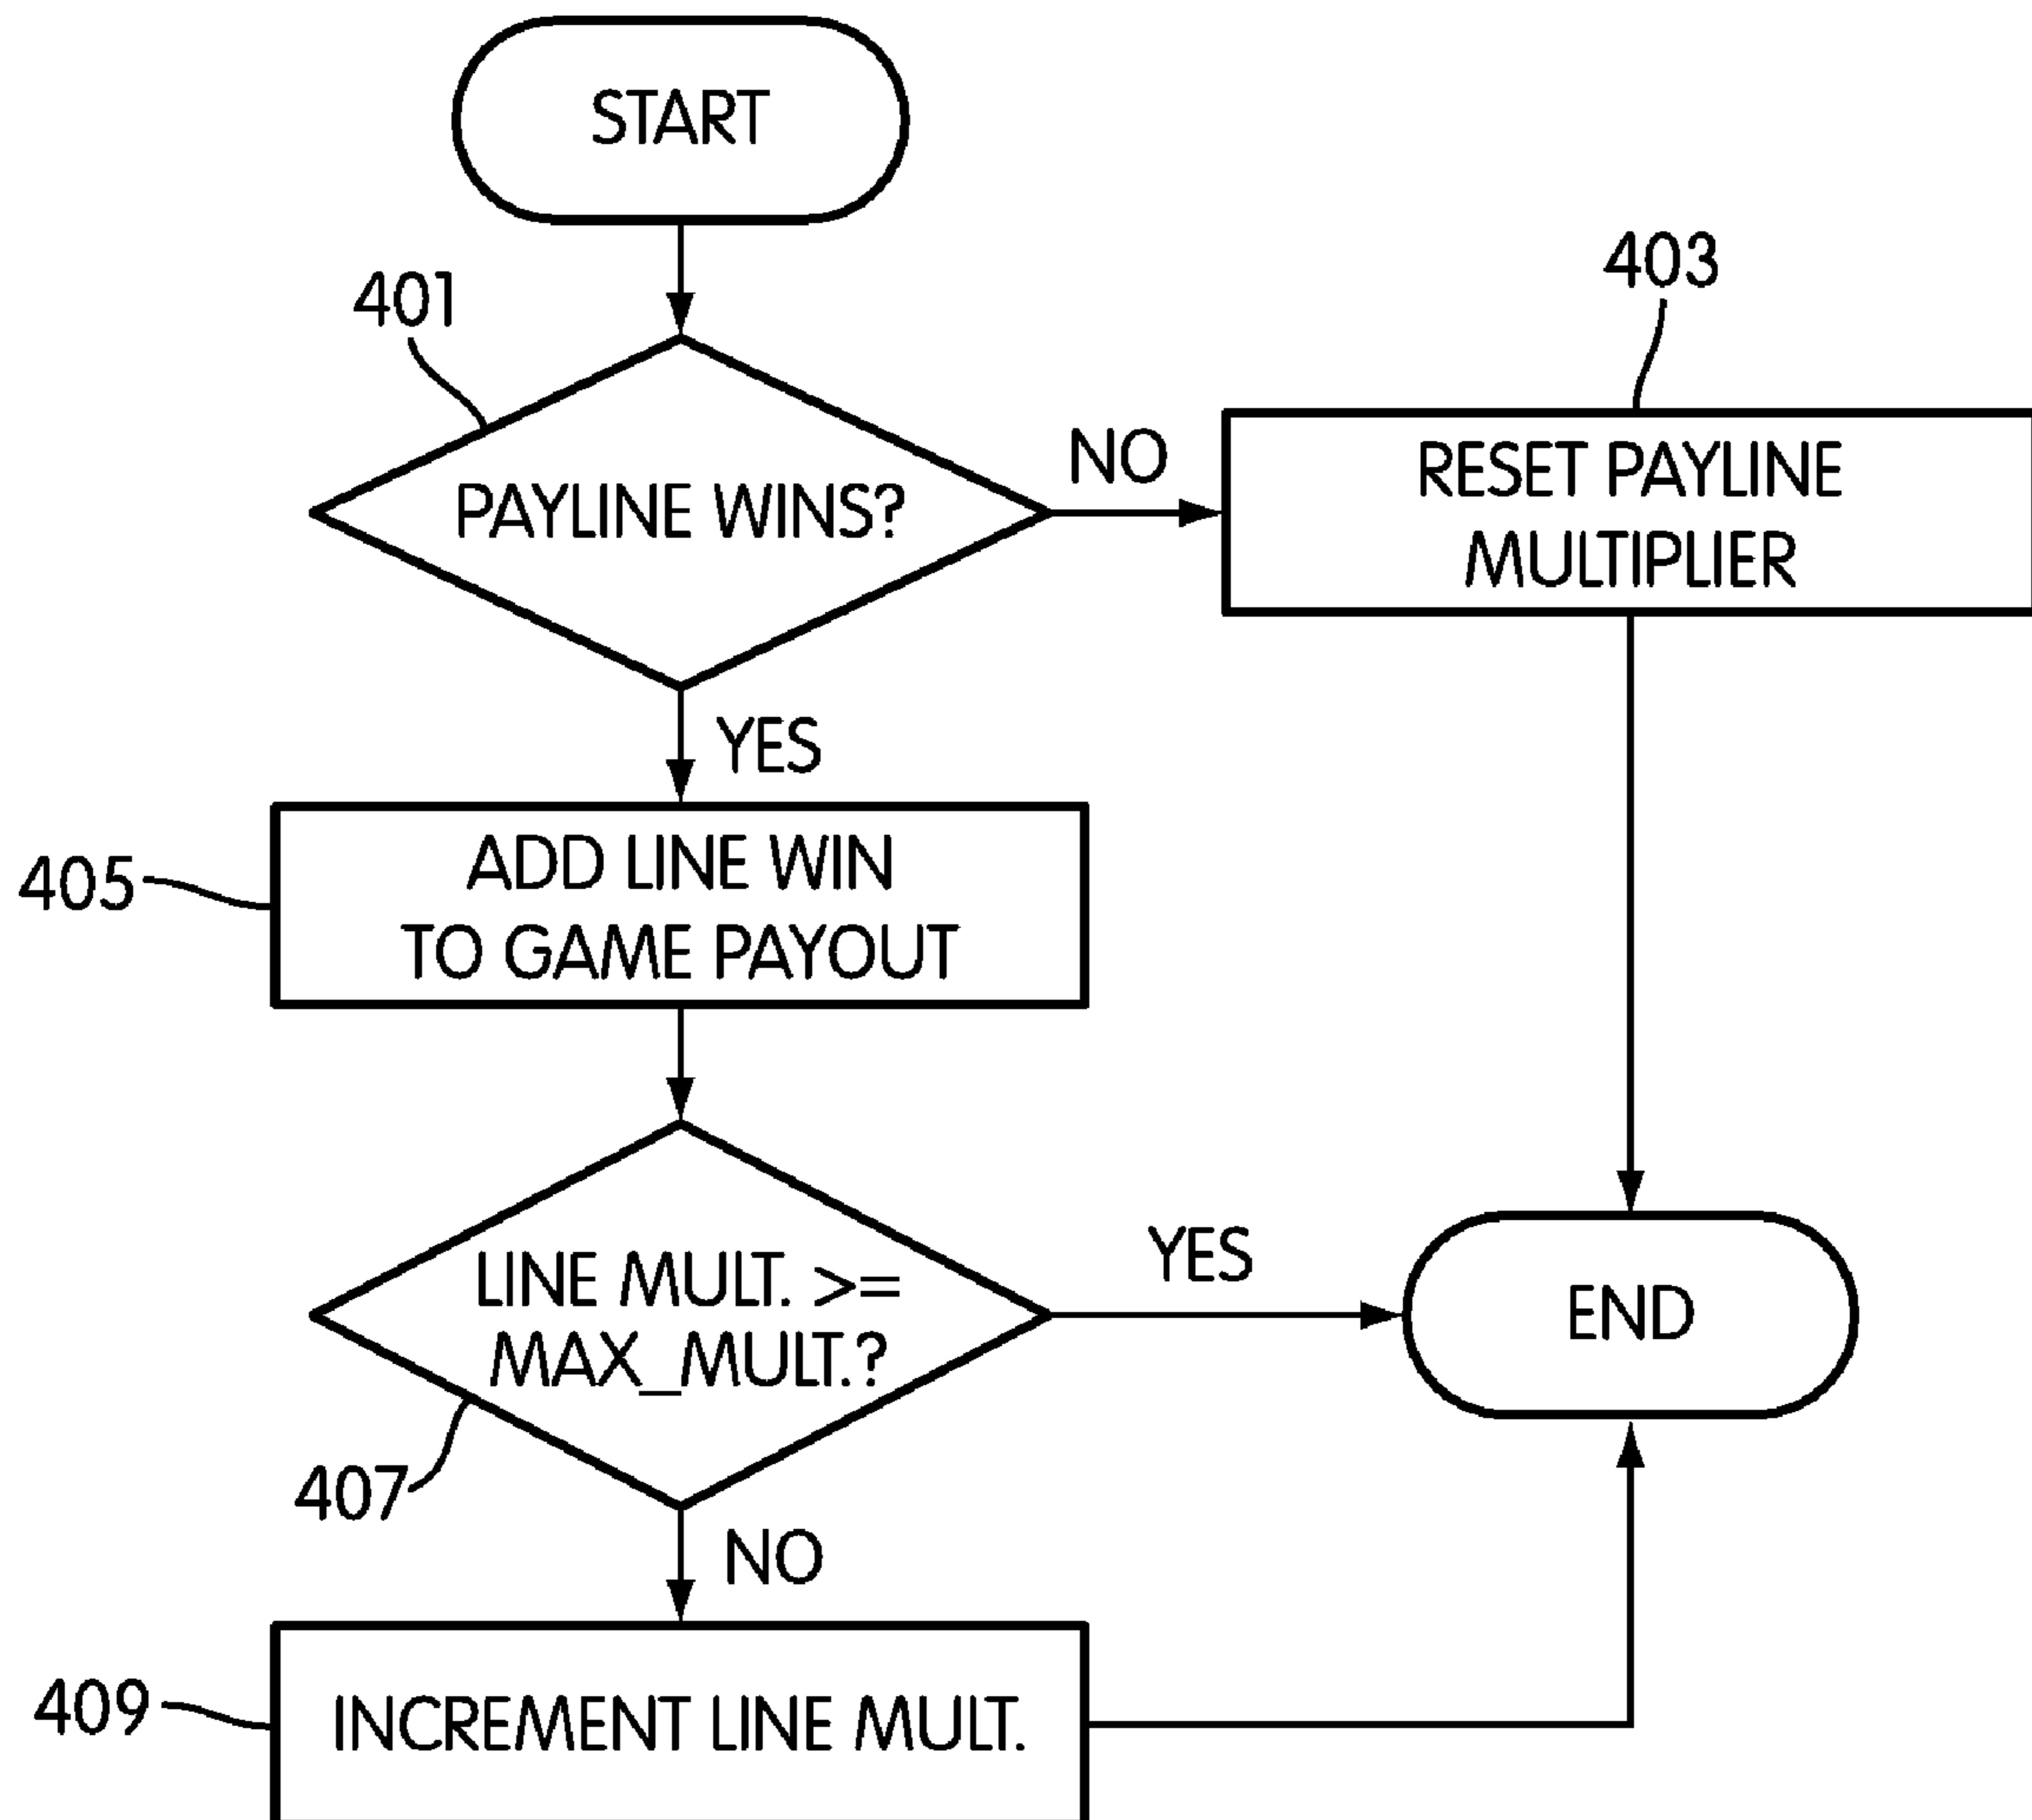 START
401
403
PAYLINE WINS?
NO
RESET PAYLINE
MULTIPLIER
YES
405
ADD LINE WIN
TO GAME PAYOUT
LINE MULT. >=
MAX_MULT.?
YES
END
407
NO
409
INCREMENT LINE MULT.